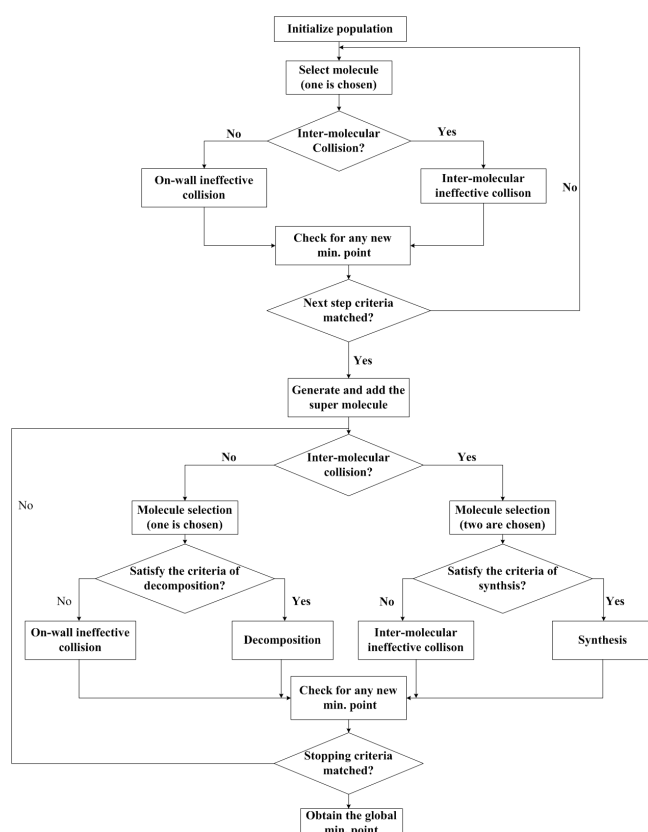 Initialize population
Select molecule
(one is chosen)
No
Inter-molecular
Collision?
Yes
On-wall ineffective
collision
Inter-molecular
ineffective collison
No
Check for any new
min. point
Next step criteria
matched?
Yes
Generate and add the
super molecule
No
Inter-molecular
collision?
Yes
No
Molecule selection
(one is chosen)
Molecule selection
(two are chosen)
Satisfy the criteria of
decomposition?
Satisfy the criteria of
synthsis?
No
Yes
No
Yes
On-wall ineffective
collision
Decomposition
Inter-molecular
ineffective collison
Synthesis
Check for any new
min. point
Stopping criteria
matched?
Obtain the global
min. point